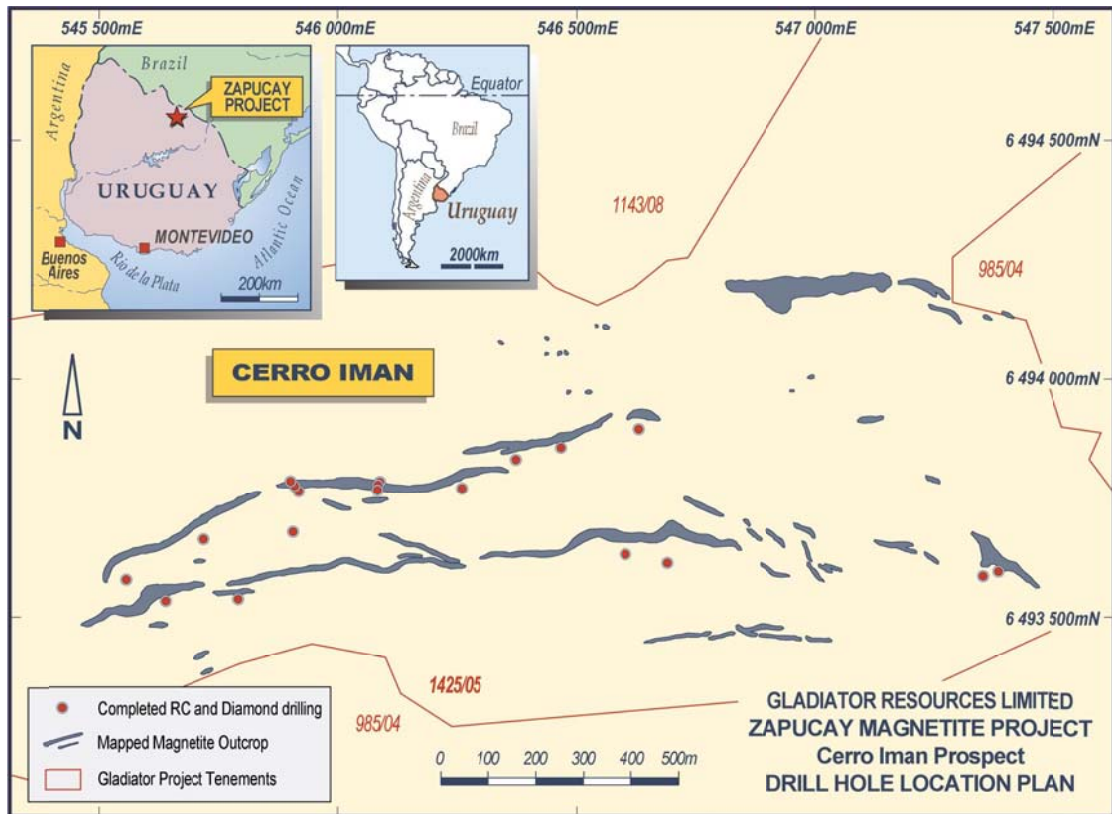 545 500mE
546 000mE
546 500mE
547 000mE
547 500mE
Brazil
Argentina
ZAPUCAY
PROJECT
URUGUAY
MONTEVIDEO
Buenos
Aires
Rio de la Plata
Atlantic Ocean
200km
Equator
Brazil
Argentina
Uruguay
2000km
6 494 500mN
1143/08
985/04
CERRO IMAN
N
6 494 000mN
6 493 500mN
1425/05
985/04
Completed RC and Diamond drilling
Mapped Magnetite Outcrop
Gladiator Project Tenements
0 100 200 300 400 500m
GLADIATOR RESOURCES LIMITED
ZAPUCAY MAGNETITE PROJECT
Cerro Iman Prospect
DRILL HOLE LOCATION PLAN